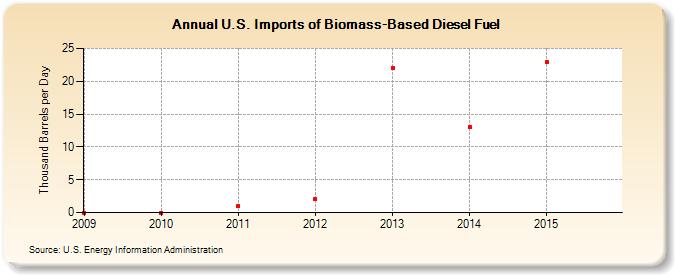 Annual U.S. Imports of Biomass-Based Diesel Fuel
Thousand Barrels per Day
25
20
15
10
5
0
2009 2010 2011 2012 2013 2014 2015
Source: U.S. Energy Information Administration